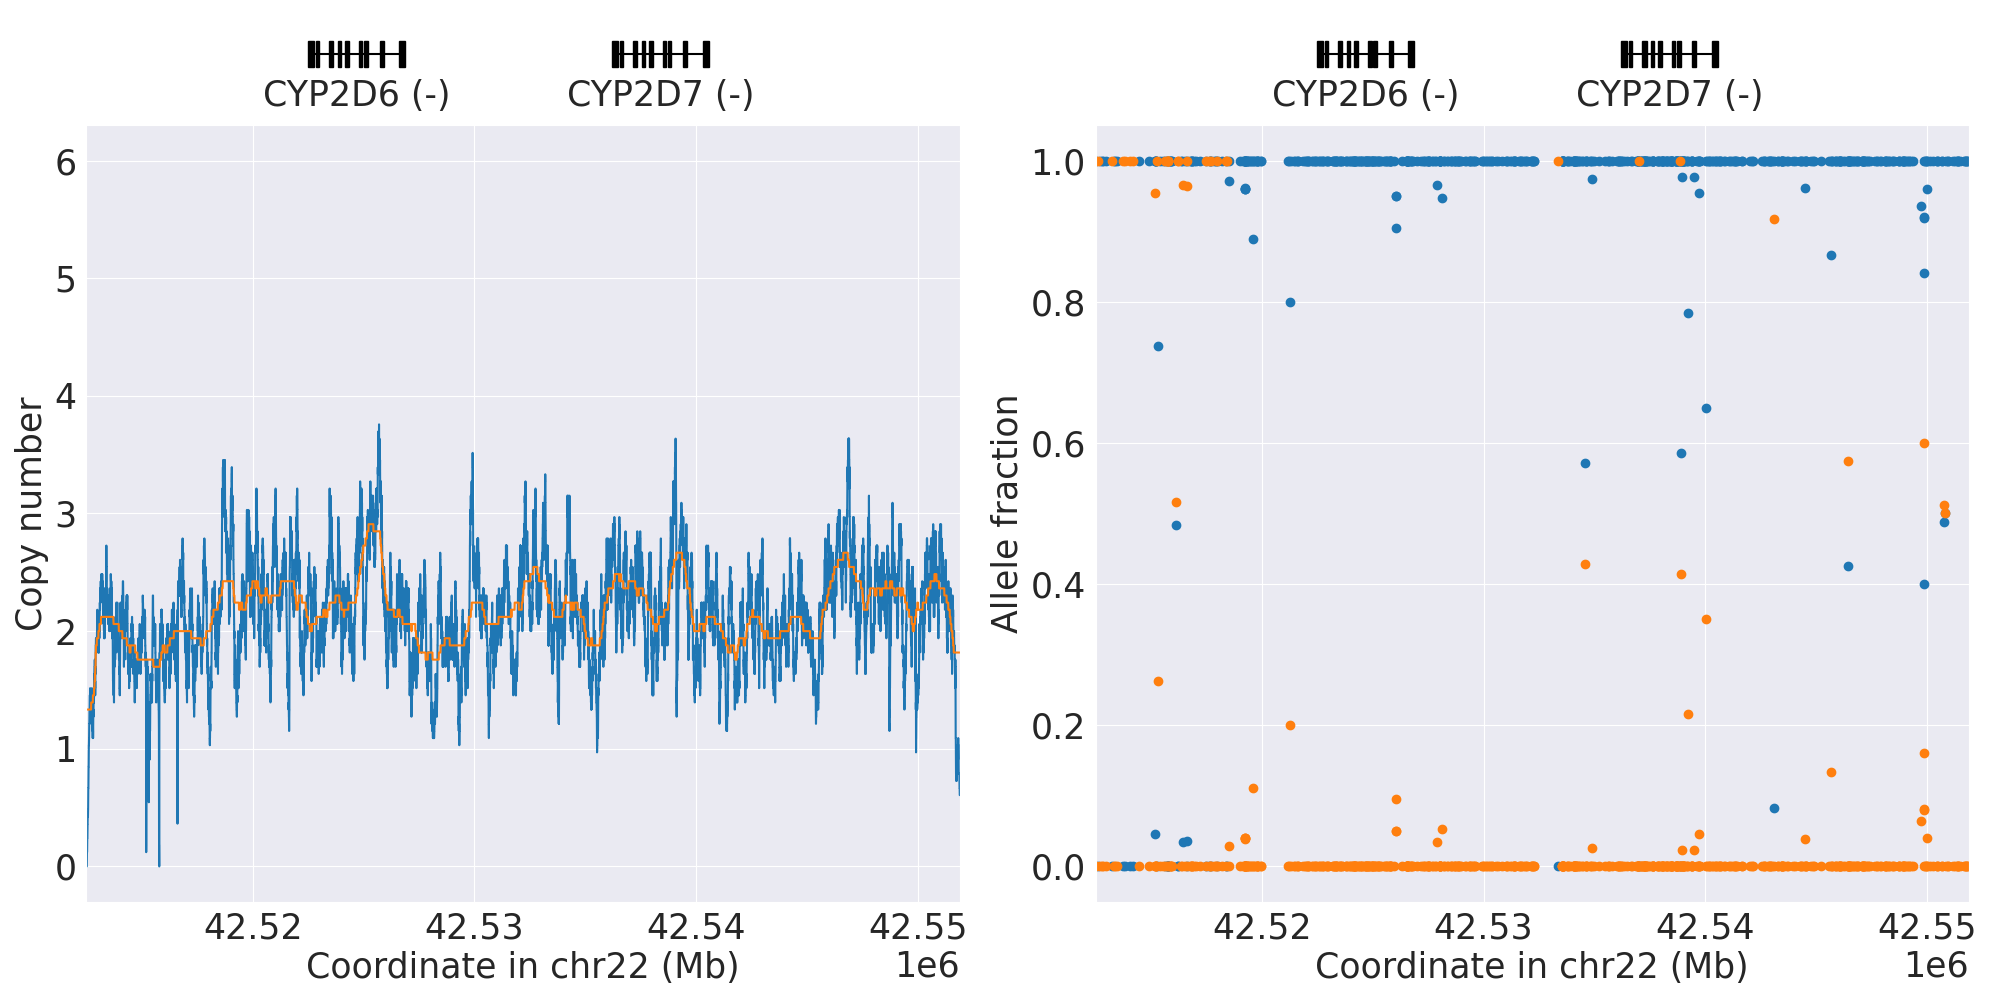 CYP2D6 (-) CYP2D7 (-)
6
5
4
3
2
1
0
Copy number
42.52 42.53 42.54 42.55
Coordinate in chr22 (Mb)
1e6
CYP2D6 (-) CYP2D7 (-)
1.0
0.8
0.6
0.4
0.2
0.0
Allele fraction
42.52 42.53 42.54 42.55
Coordinate in chr22 (Mb)
1e6